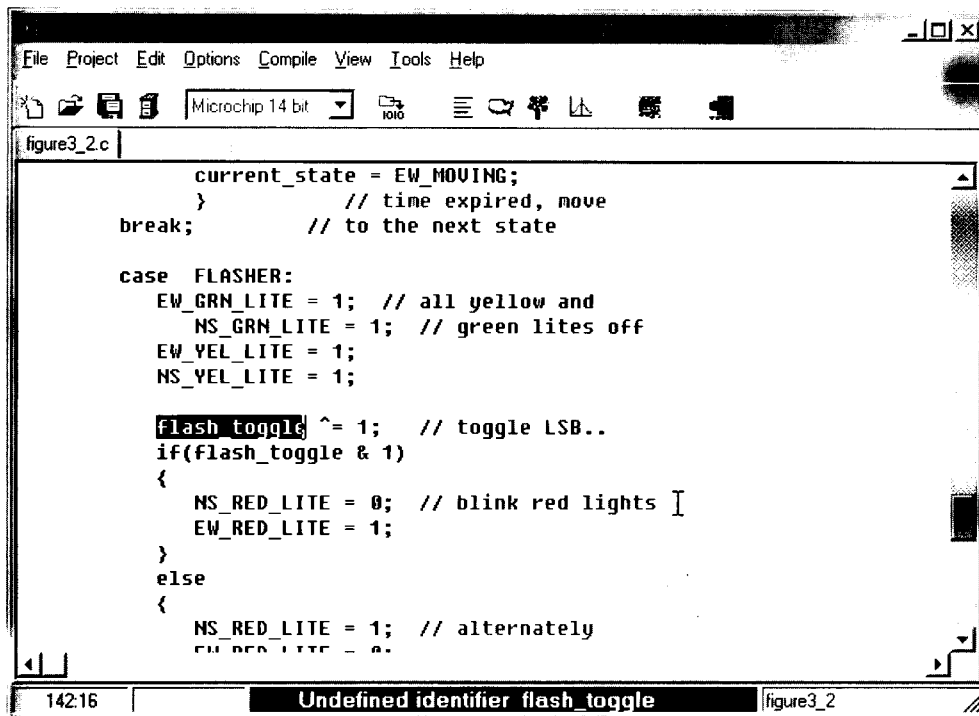 File Project Edit Options Compile View Tools Help
Microchip 14 bit
figure3_2.c
current_state = EW_MOVING;
} // time expired, move
break; // to the next state
case FLASHER:
EW_GRN_LITE = 1; // all yellow and
NS_GRN_LITE = 1; // green lites off
EW_YEL_LITE = 1;
NS_YEL_LITE = 1;
flash_toggle ^= 1; // toggle LSB..
if(flash_toggle & 1)
{
NS_RED_LITE = 0; // blink red lights
EW_RED_LITE = 1;
}
else
{
NS_RED_LITE = 1; // alternately
EW_RED_LITE = 0;
142:16 Undefined identifier flash_toggle figure3_2